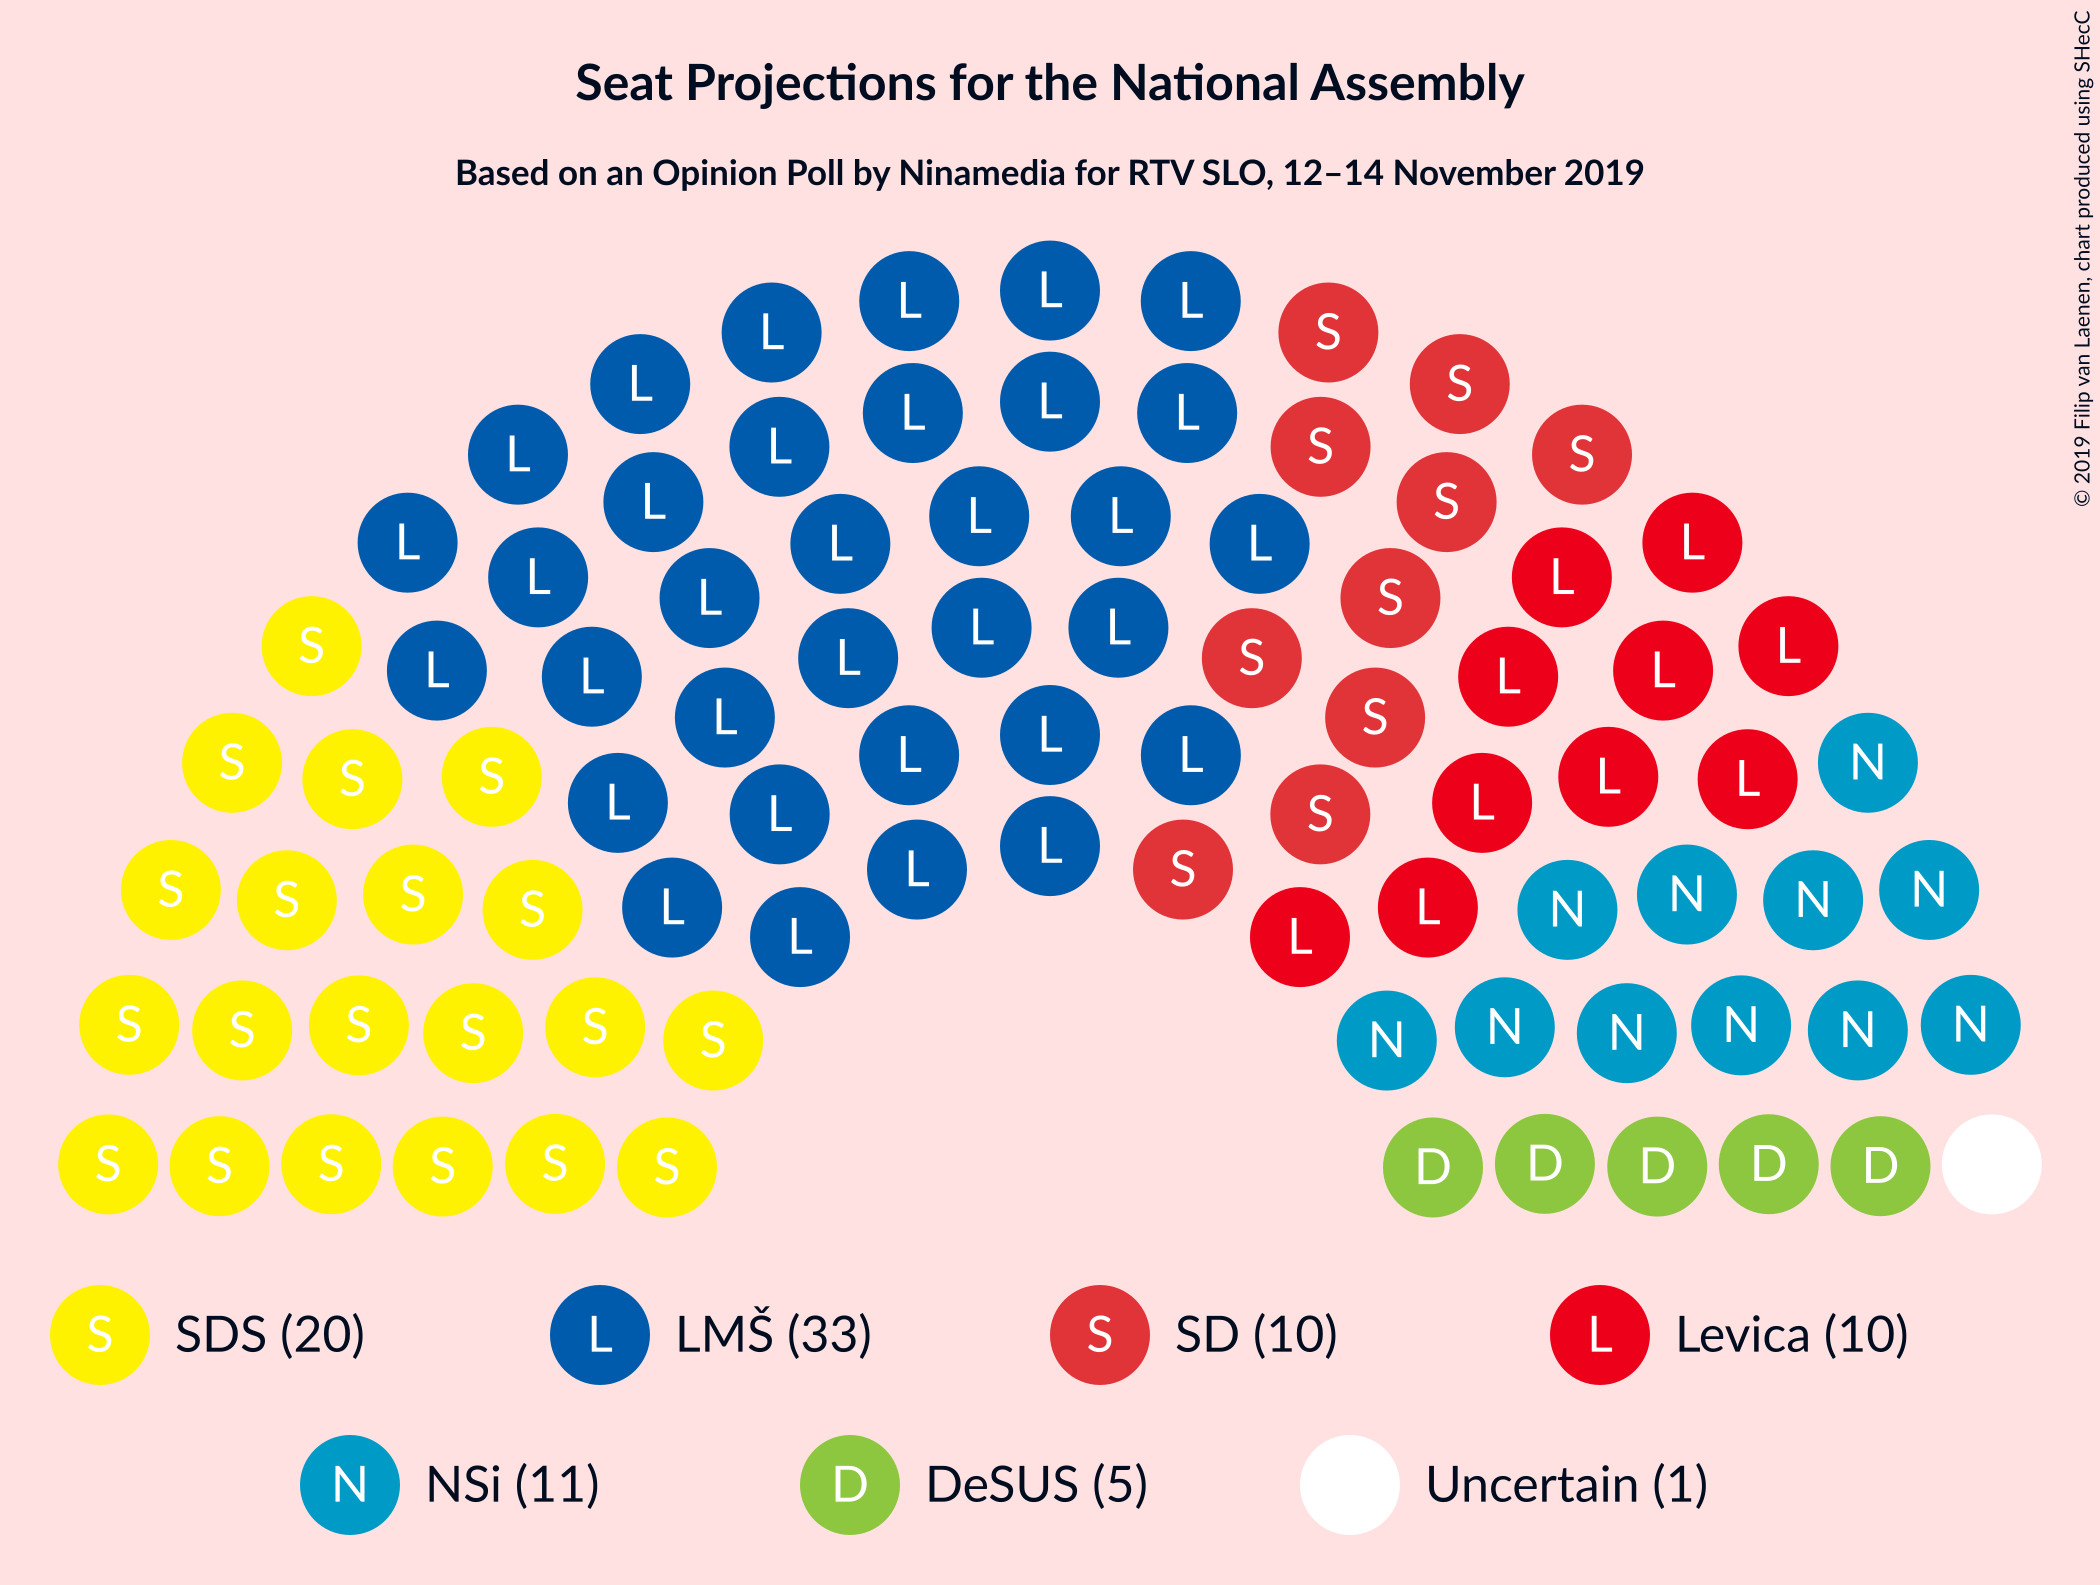 Seat Projections for the National Assembly
Based on an Opinion Poll by Ninamedia for RTV SLO, 12–14 November 2019
© 2019 Filip van Laenen, chart produced using SHecC
L L L
L L S S
L L L L L S S
L L S S L L
L L L L L L S L
S L L L L S S L L L
S S S L L L L L S L L L N
S S S S L L L L S L L N N N N
S S S S S S N N N N N N
S S S S S S D D D D D
S SDS (20) L LMŠ (33) S SD (10) L Levica (10)
N NSi (11) D DeSUS (5) Uncertain (1)